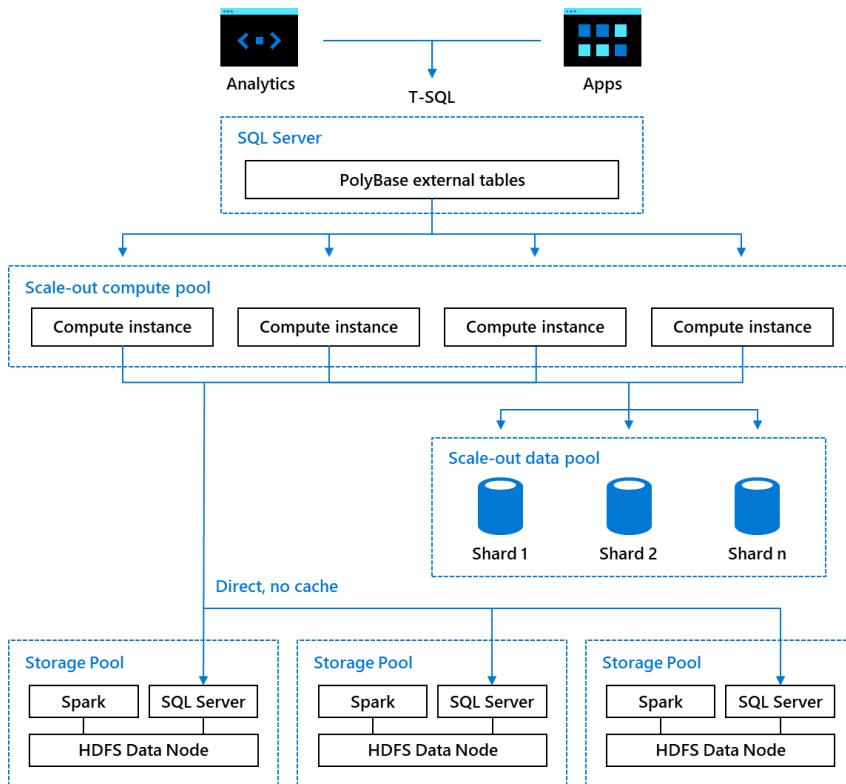 Analytics
Apps
T-SQL
SQL Server
PolyBase external tables
Scale-out compute pool
Compute instance
Compute instance
Compute instance
Compute instance
Scale-out data pool
Shard 1
Shard 2
Shard n
Direct, no cache
Storage Pool
Spark
SQL Server
HDFS Data Node
Storage Pool
Spark
SQL Server
HDFS Data Node
Storage Pool
Spark
SQL Server
HDFS Data Node